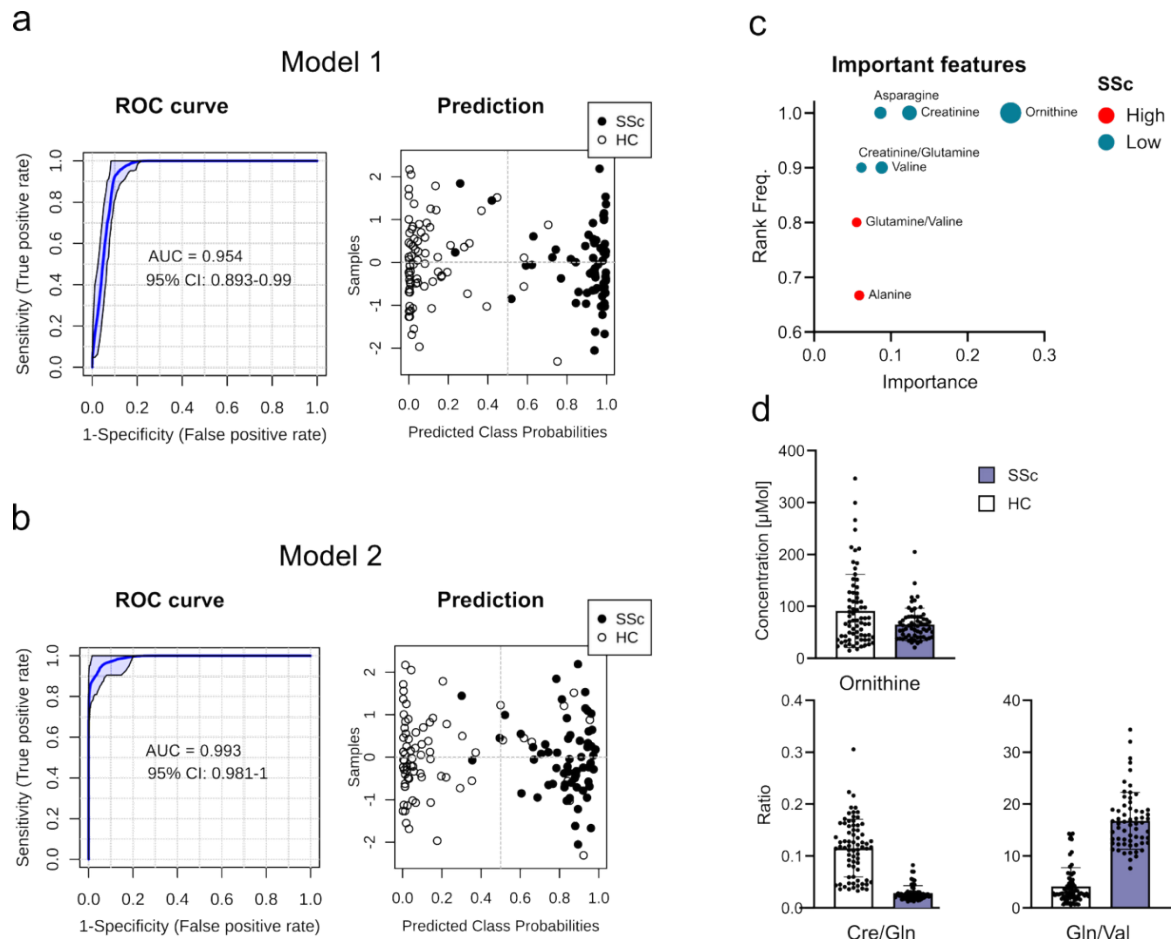 a
Model 1
ROC curve
Sensitivity (True positive rate)
0.0 0.2 0.4 0.6 0.8 1.0
AUC = 0.954
95% CI: 0.893-0.99
0.0 0.2 0.4 0.6 0.8 1.0
1-Specificity (False positive rate)
Prediction
SSc
HC
Samples
2
1
0
-1
-2
0.0 0.2 0.4 0.6 0.8 1.0
Predicted Class Probabilities
b
Model 2
ROC curve
Sensitivity (True positive rate)
0.0 0.2 0.4 0.6 0.8 1.0
AUC = 0.993
95% CI: 0.981-1
0.0 0.2 0.4 0.6 0.8 1.0
1-Specificity (False positive rate)
Prediction
SSc
HC
Samples
2
1
0
-1
-2
0.0 0.2 0.4 0.6 0.8 1.0
Predicted Class Probabilities
c
Important features
SSc
High
Low
Rank Freq.
1.0
0.9
0.8
0.7
0.6
Asparagine
Creatinine
Ornithine
Creatinine/Glutamine
Valine
Glutamine/Valine
Alanine
0.0 0.1 0.2 0.3
Importance
d
Concentration [µMol]
400
300
200
100
0
SSc
HC
Ornithine
Ratio
0.4
0.3
0.2
0.1
0.0
Cre/Gln
40
30
20
10
0
Gln/Val